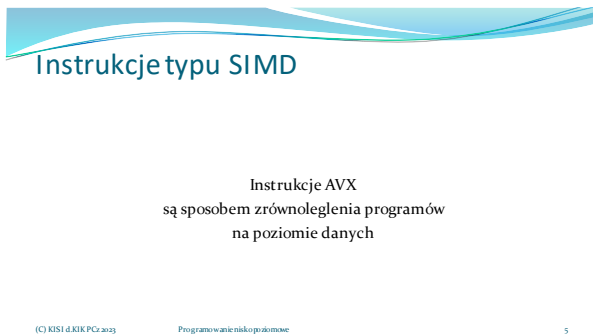 Instrukcje typu SIMD
Instrukcje AVX
są sposobem zrównoleglenia programów
na poziomie danych
(C) KISI d.KIK PCz 2023 Programowanie niskopoziomowe 5